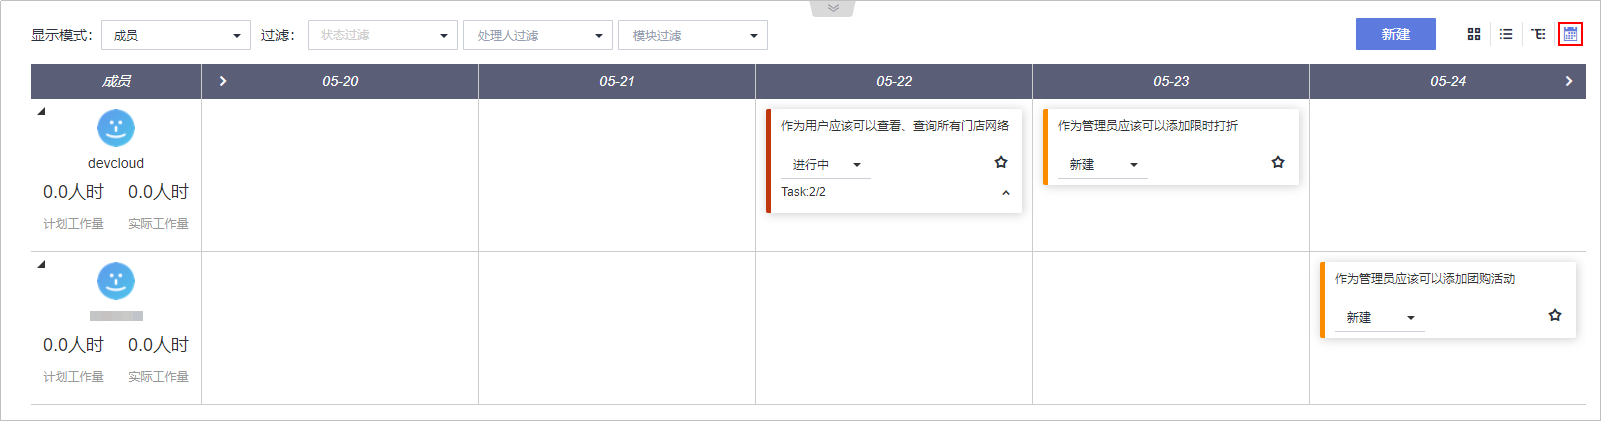 显示模式： 成员 过滤： 状态过滤 处理人过滤 模块过滤 新建
成员 05-20 05-21 05-22 05-23 05-24
devcloud
0.0人时 0.0人时
计划工作量 实际工作量
作为用户应该可以查看、查询所有门店网络
进行中
Task:2/2
作为管理员应该可以添加限时打折
新建
0.0人时 0.0人时
计划工作量 实际工作量
作为管理员应该可以添加团购活动
新建